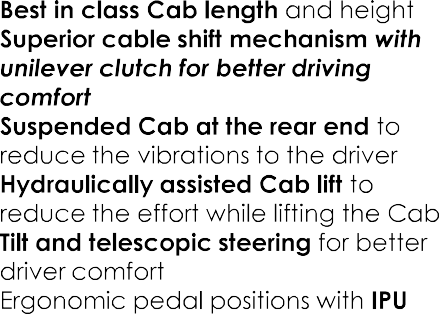 Best in class Cab length and height
Superior cable shift mechanism with
unilever clutch for better driving
comfort
Suspended Cab at the rear end to
reduce the vibrations to the driver
Hydraulically assisted Cab lift to
reduce the effort while lifting the Cab
Tilt and telescopic steering for better
driver comfort
Ergonomic pedal positions with IPU